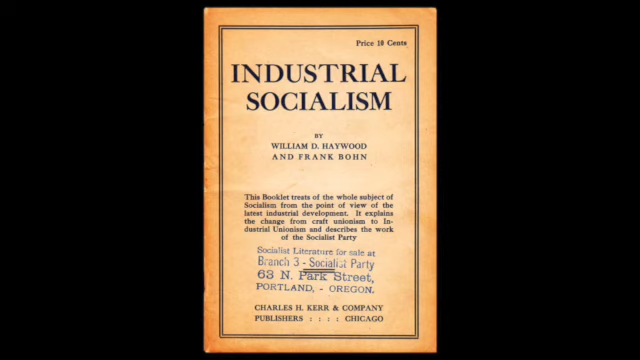 Price 10 Cents
INDUSTRIAL
SOCIALISM
BY
WILLIAM D. HAYWOOD
AND FRANK BOHN
This Booklet treats of the whole subject of
Socialism from the point of view of the
latest industrial development. It explains
the change from craft unionism to In-
dustrial Unionism and describes the work
of the Socialist Party
Socialist Literature for sale at
Branch 3 - Socialist Party
63 N. Park Street,
PORTLAND, - OREGON.
CHARLES H. KERR & COMPANY
PUBLISHERS : : : : CHICAGO